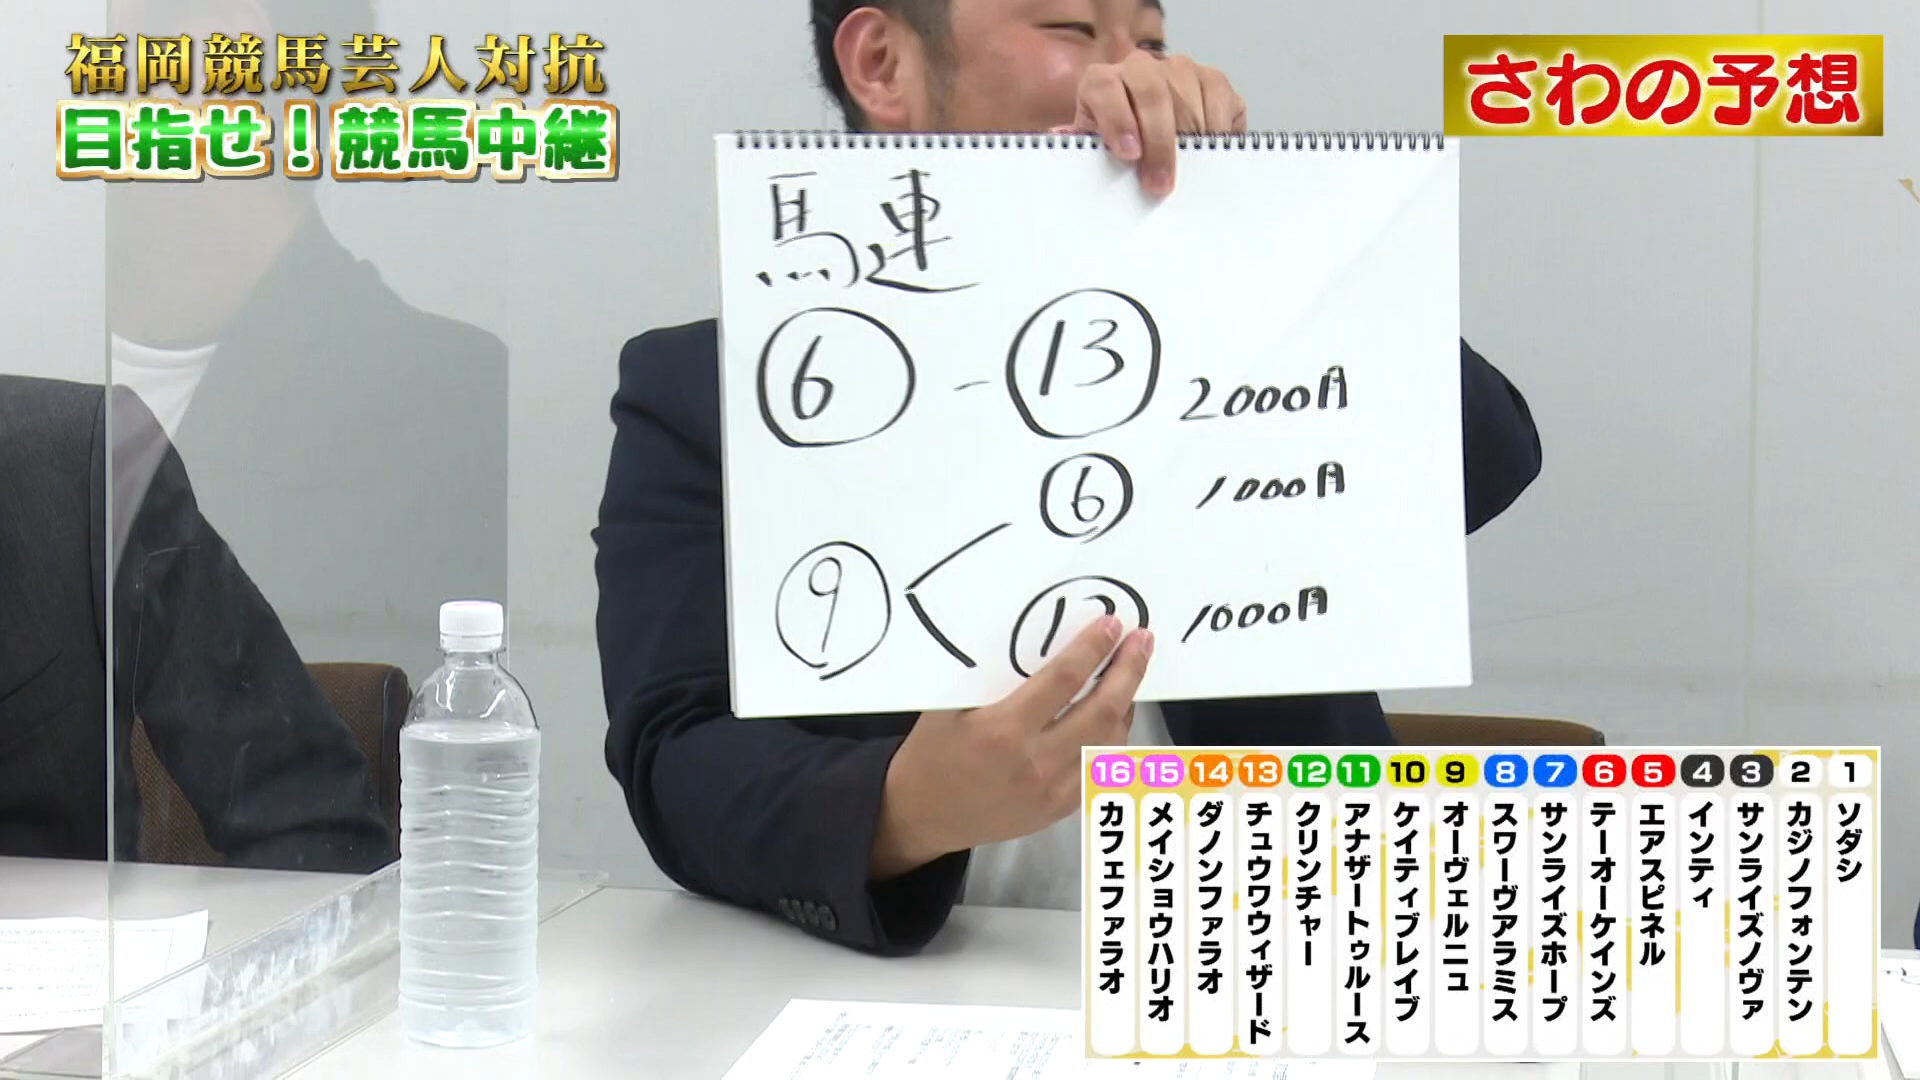 福岡競馬芸人対抗
目指せ！競馬中継
さわの予想
馬連
6 - 13 2000円
6 1000円
9 <
13 1000円
16 15 14 13 12 11 10 9 8 7 6 5 4 3 2 1
ソダシ
カジノフォンテン
サンライズノヴァ
インティ
エアスピネル
テーオーケインズ
サンライズホープ
スワーヴアラミス
オーヴェルニュ
ケイティブレイブ
アナザートゥルース
クリンチャー
チュウワウィザード
ダノンファラオ
メイショウハリオ
カフェファラオ